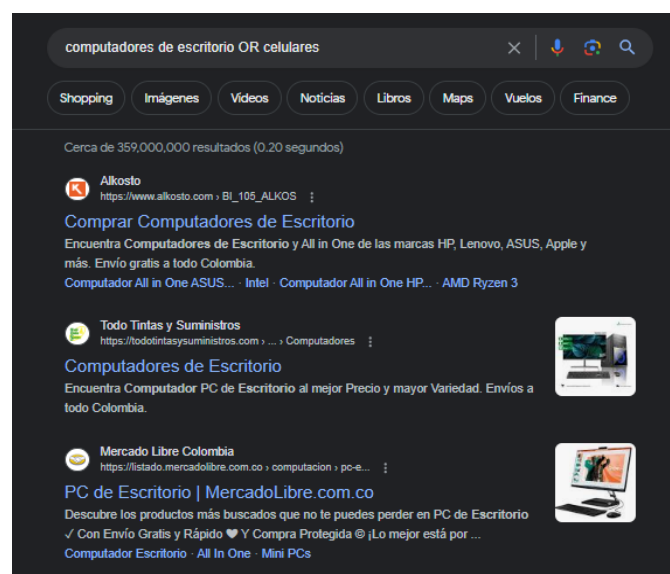 computadores de escritorio OR celulares
Shopping Imágenes Videos Noticias Libros Maps Vuelos Finance
Cerca de 359,000,000 resultados (0.20 segundos)
Alkosto
https://www.alkosto.com › BI_105_ALKOS
Comprar Computadores de Escritorio
Encuentra Computadores de Escritorio y All in One de las marcas HP, Lenovo, ASUS, Apple y
más. Envío gratis a todo Colombia.
Computador All in One ASUS... · Intel · Computador All in One HP... · AMD Ryzen 3
Todo Tintas y Suministros
https://todotintasysuministros.com › ... › Computadores
Computadores de Escritorio
Encuentra Computador PC de Escritorio al mejor Precio y mayor Variedad. Envíos a
todo Colombia.
Mercado Libre Colombia
https://listado.mercadolibre.com.co › computacion › pc-e...
PC de Escritorio | MercadoLibre.com.co
Descubre los productos más buscados que no te puedes perder en PC de Escritorio
✓ Con Envío Gratis y Rápido ♥ Y Compra Protegida © ¡Lo mejor está por ...
Computador Escritorio · All In One · Mini PCs